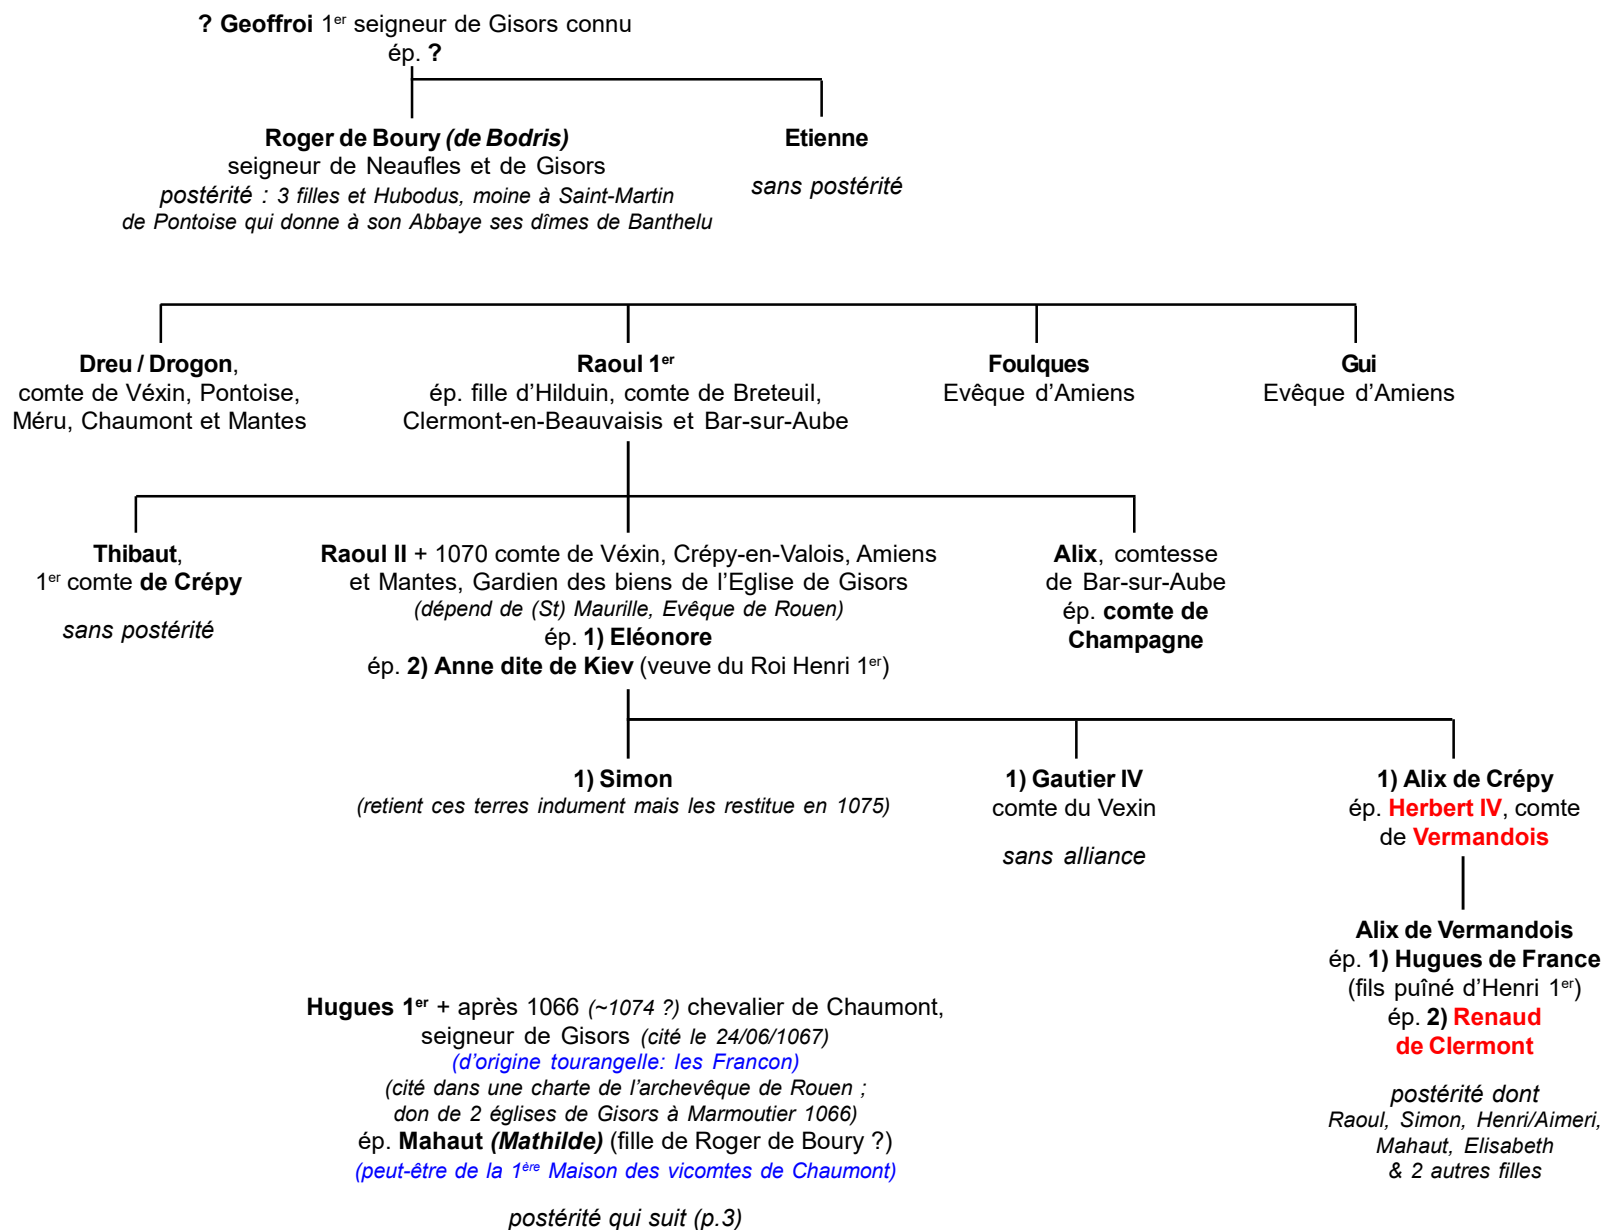 ? Geoffroi 1er seigneur de Gisors connu
ép. ?
Roger de Boury (de Bodris)
seigneur de Neaufles et de Gisors
postérité : 3 filles et Hubodus, moine à Saint-Martin
de Pontoise qui donne à son Abbaye ses dîmes de Banthelu
Etienne
sans postérité
Dreu / Drogon,
comte de Véxin, Pontoise,
Méru, Chaumont et Mantes
Raoul 1er
ép. fille d'Hilduin, comte de Breteuil,
Clermont-en-Beauvaisis et Bar-sur-Aube
Foulques
Evêque d'Amiens
Gui
Evêque d'Amiens
Thibaut,
1er comte de Crépy
sans postérité
Raoul II + 1070 comte de Véxin, Crépy-en-Valois, Amiens
et Mantes, Gardien des biens de l'Eglise de Gisors
(dépend de (St) Maurille, Evêque de Rouen)
ép. 1) Eléonore
ép. 2) Anne dite de Kiev (veuve du Roi Henri 1er)
Alix, comtesse
de Bar-sur-Aube
ép. comte de
Champagne
1) Simon
(retient ces terres indument mais les restitue en 1075)
1) Gautier IV
comte du Vexin
sans alliance
1) Alix de Crépy
ép. Herbert IV, comte
de Vermandois
Alix de Vermandois
ép. 1) Hugues de France
(fils puîné d'Henri 1er)
ép. 2) Renaud
de Clermont
postérité dont
Raoul, Simon, Henri/Aimeri,
Mahaut, Elisabeth
& 2 autres filles
Hugues 1er + après 1066 (~1074 ?) chevalier de Chaumont,
seigneur de Gisors (cité le 24/06/1067)
(d'origine tourangelle: les Francon)
(cité dans une charte de l'archevêque de Rouen ;
don de 2 églises de Gisors à Marmoutier 1066)
ép. Mahaut (Mathilde) (fille de Roger de Boury ?)
(peut-être de la 1ère Maison des vicomtes de Chaumont)
postérité qui suit (p.3)